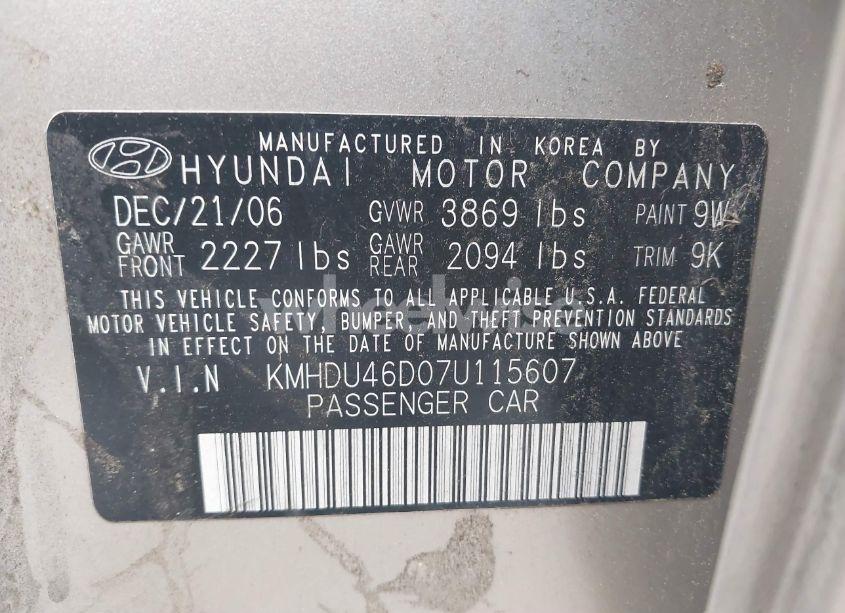 MANUFACTURED IN KOREA BY
HYUNDAI MOTOR COMPANY
DEC/21/06 GVWR 3869 lbs PAINT 9W
GAWR FRONT 2227 lbs GAWR REAR 2094 lbs TRIM 9K
THIS VEHICLE CONFORMS TO ALL APPLICABLE U.S.A. FEDERAL
MOTOR VEHICLE SAFETY, BUMPER, AND THEFT PREVENTION STANDARDS
IN EFFECT ON THE DATE OF MANUFACTURE SHOWN ABOVE.
V.I.N KMHDU46D07U115607
PASSENGER CAR